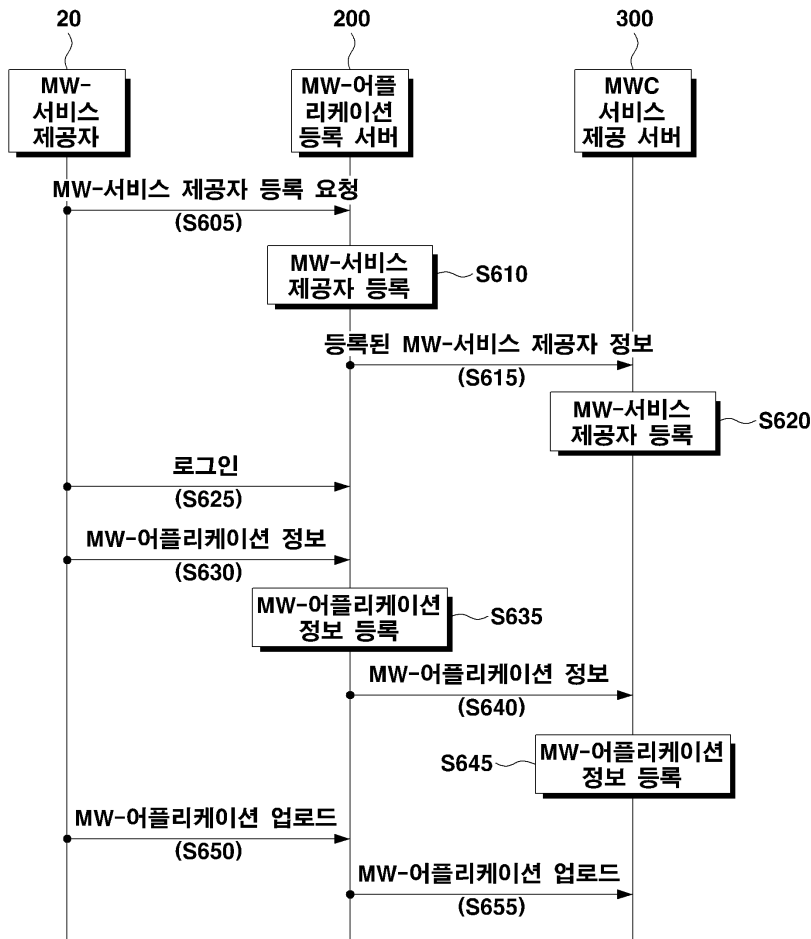 20
200
300
MW-
서비스
제공자
MW-어플
리케이션
등록 서버
MWC
서비스
제공 서버
MW-서비스 제공자 등록 요청
(S605)
MW-서비스
제공자 등록
S610
등록된 MW-서비스 제공자 정보
(S615)
MW-서비스
제공자 등록
S620
로그인
(S625)
MW-어플리케이션 정보
(S630)
MW-어플리케이션
정보 등록
S635
MW-어플리케이션 정보
(S640)
S645
MW-어플리케이션
정보 등록
MW-어플리케이션 업로드
(S650)
MW-어플리케이션 업로드
(S655)